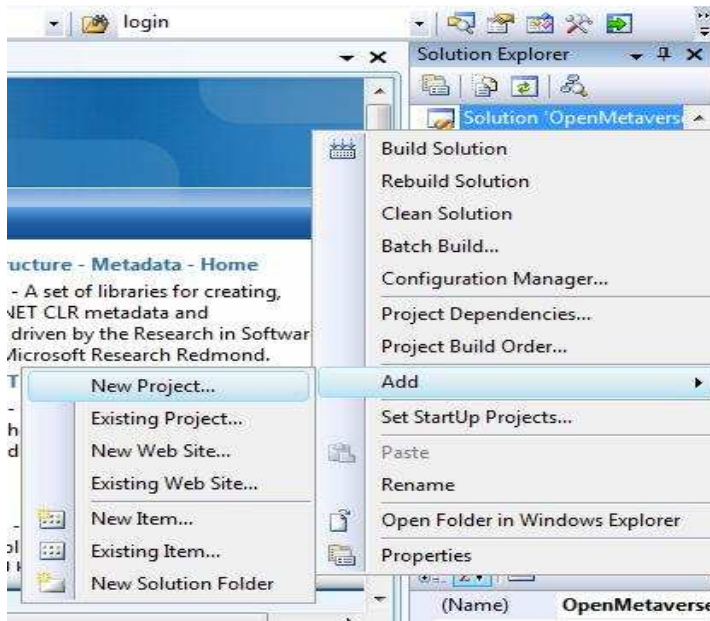 login
Solution Explorer
Solution 'OpenMetavers
Build Solution
Rebuild Solution
Clean Solution
Batch Build...
Configuration Manager...
Project Dependencies...
Project Build Order...
Add
Set StartUp Projects...
Paste
Rename
Open Folder in Windows Explorer
Properties
ucture - Metadata - Home
- A set of libraries for creating,
NET CLR metadata and
driven by the Research in Softwar
Microsoft Research Redmond.
New Project...
Existing Project...
New Web Site...
Existing Web Site...
New Item...
Existing Item...
New Solution Folder
(Name) OpenMetaverse